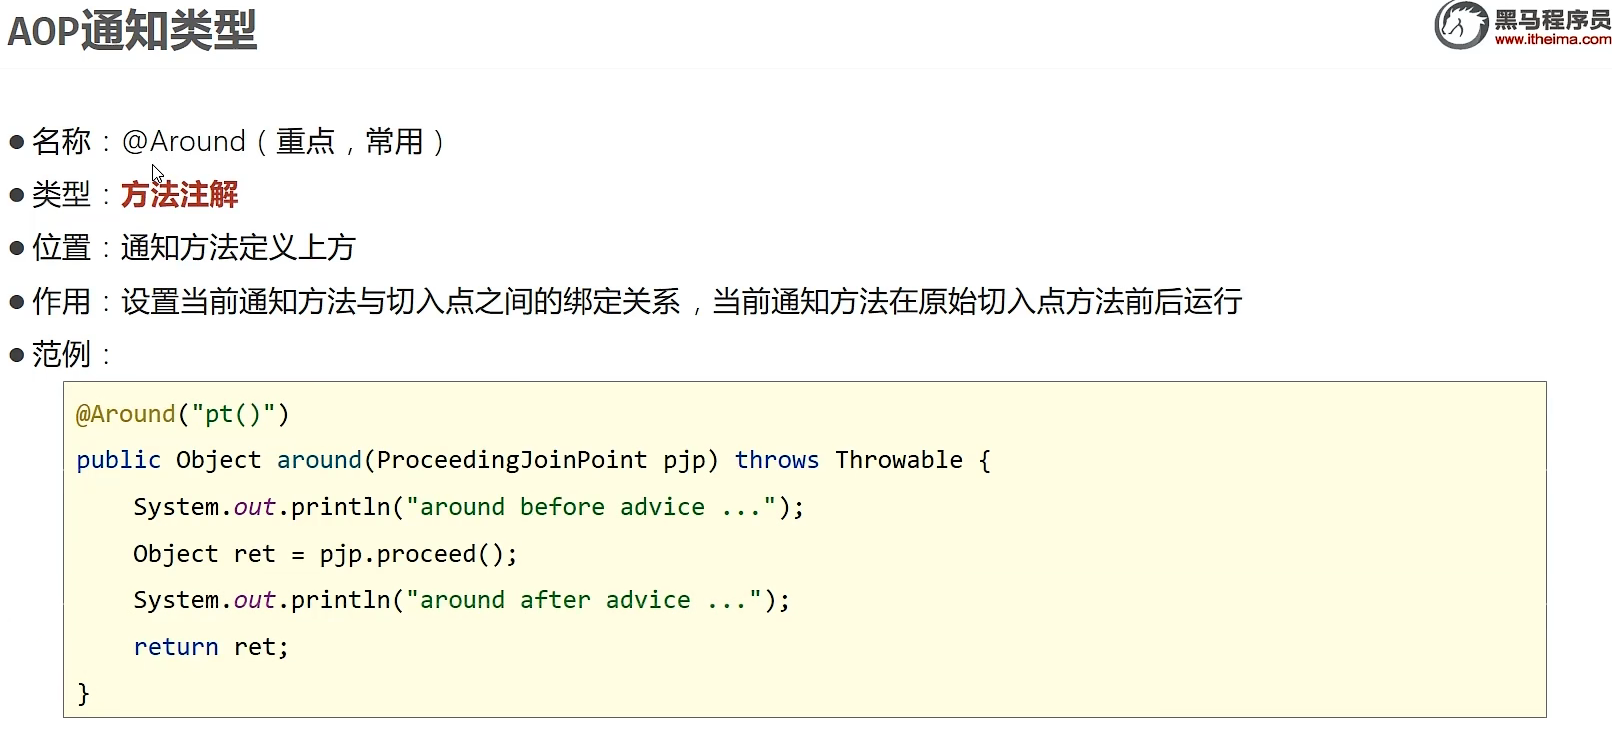 AOP通知类型
黑马程序员
www.itheima.com
● 名称：@Around（重点，常用）
● 类型：方法注解
● 位置：通知方法定义上方
● 作用：设置当前通知方法与切入点之间的绑定关系，当前通知方法在原始切入点方法前后运行
● 范例：
@Around("pt()")
public Object around(ProceedingJoinPoint pjp) throws Throwable {
    System.out.println("around before advice ...");
    Object ret = pjp.proceed();
    System.out.println("around after advice ...");
    return ret;
}